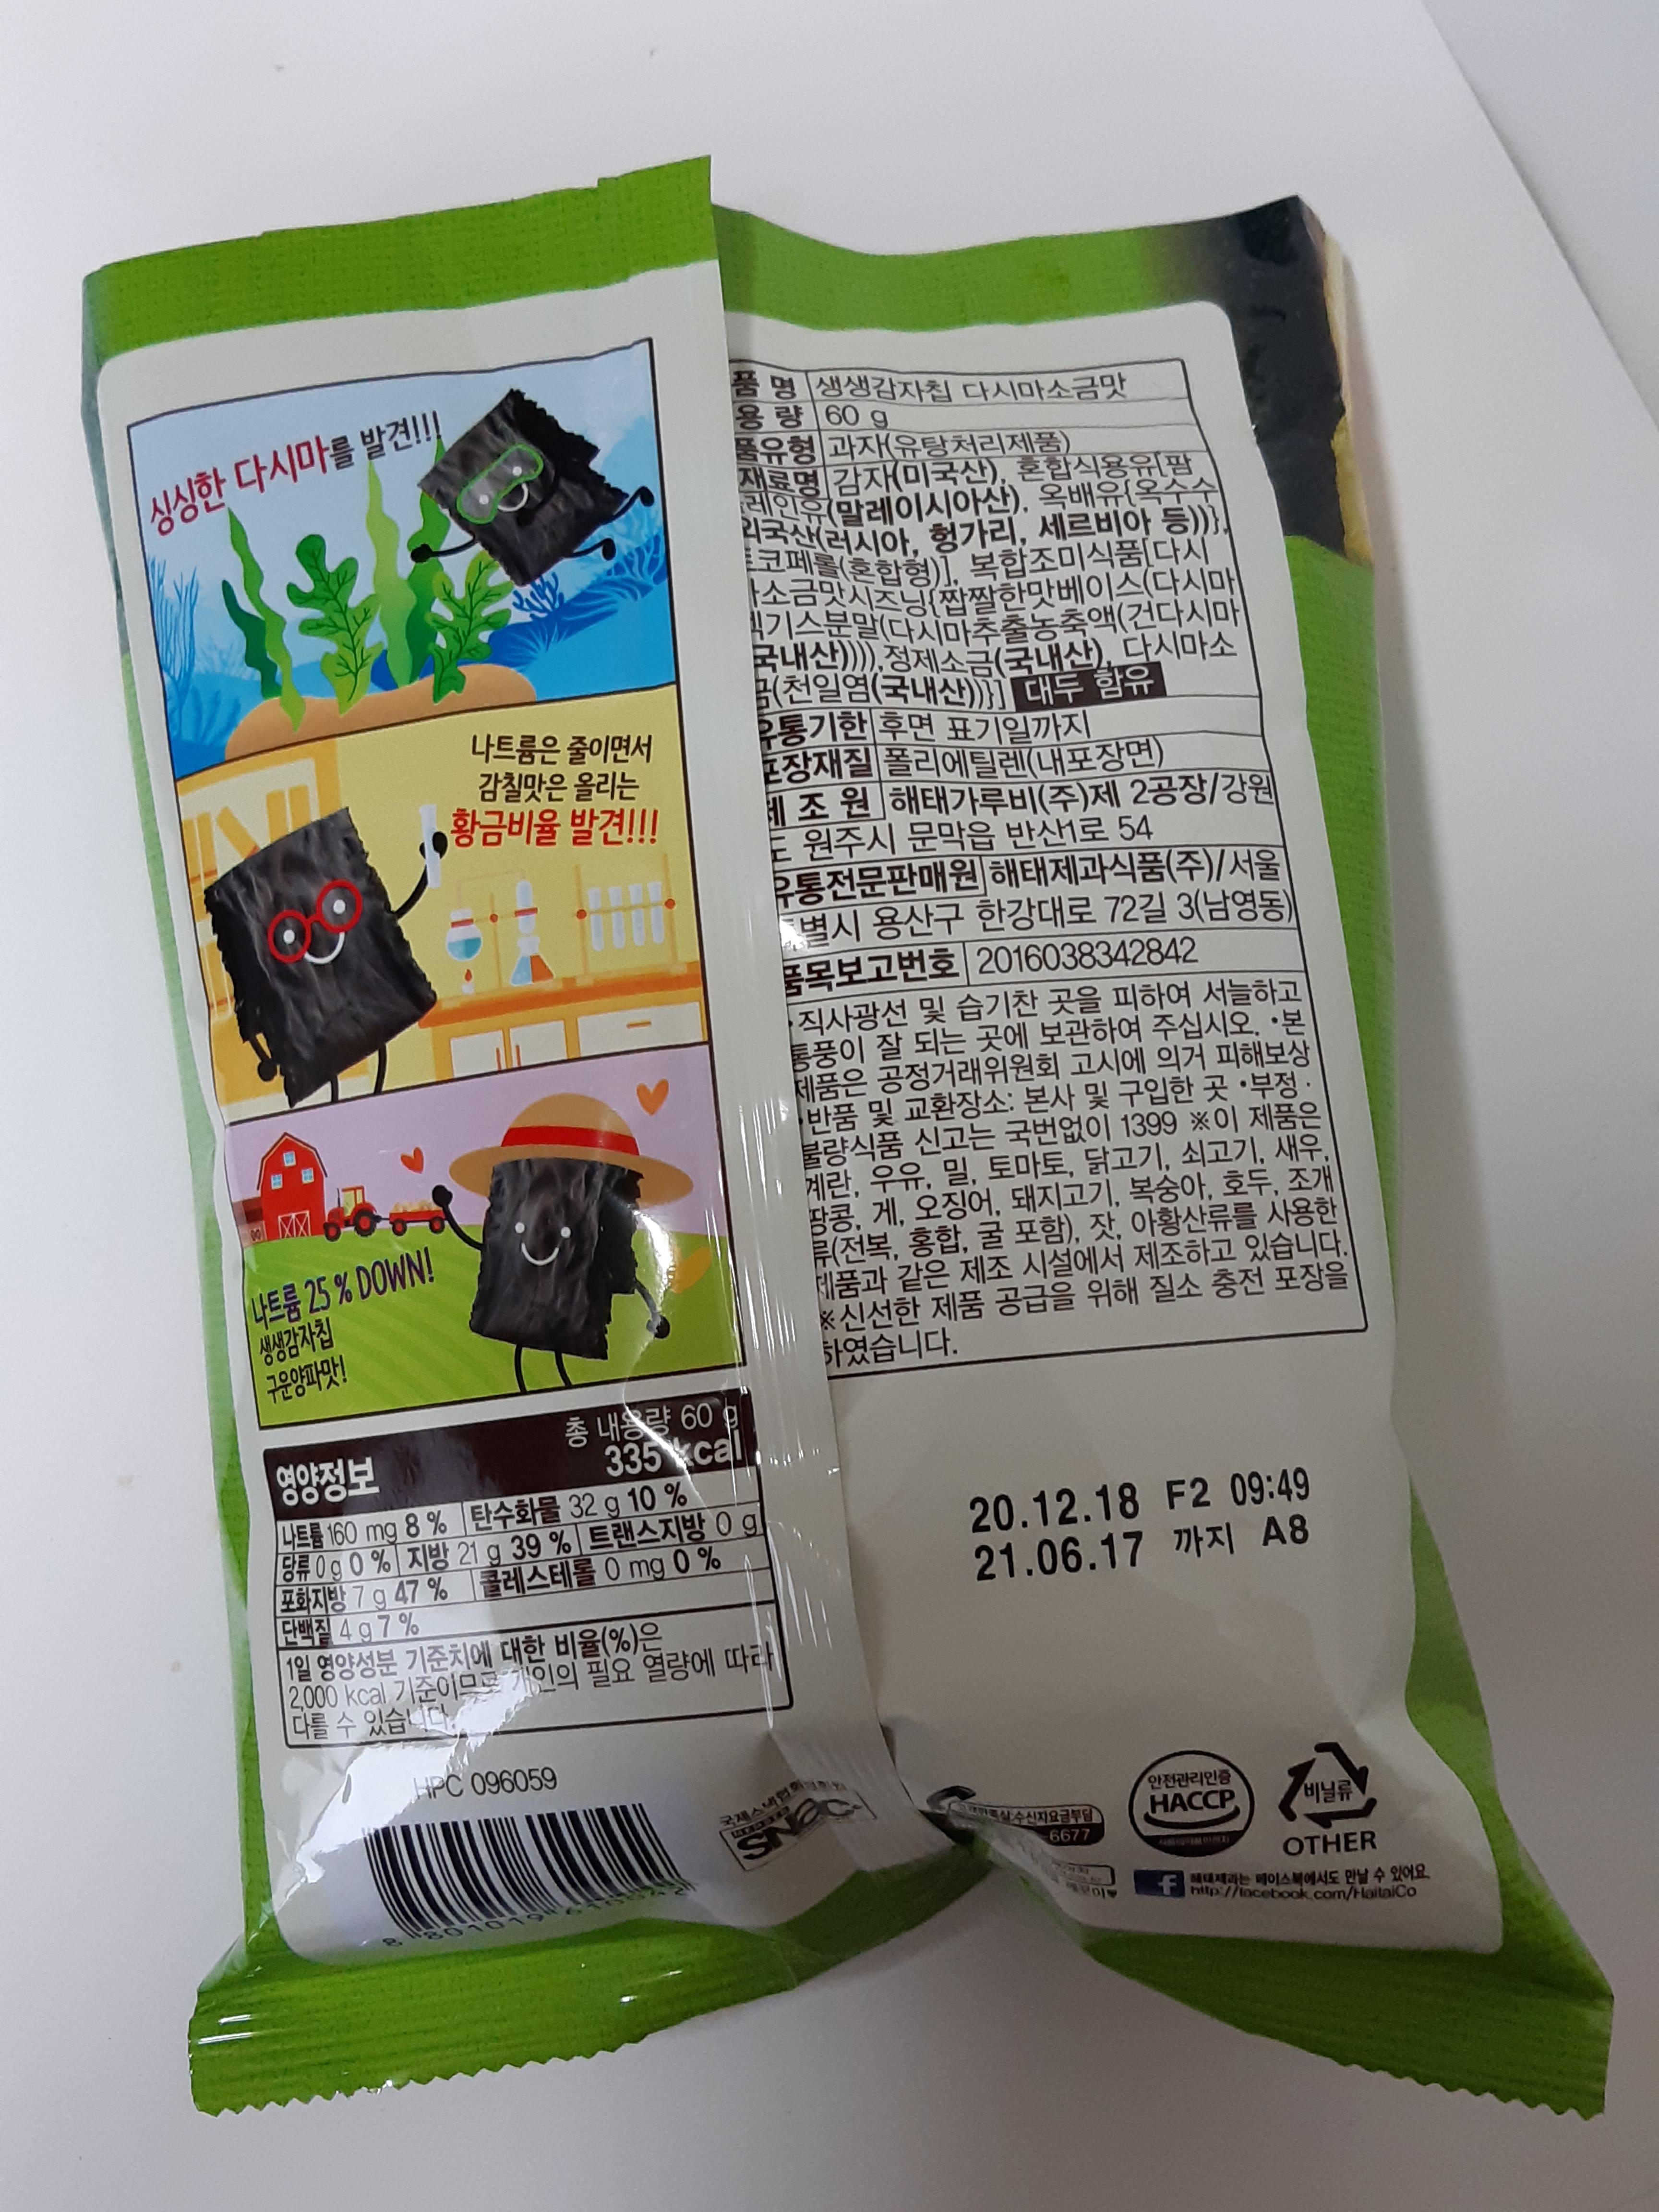 싱싱한 다시마를 발견!!!
나트륨은 줄이면서
감칠맛은 올리는
황금비율 발견!!!
나트륨 25 % DOWN!
생생감자칩
구운양파맛!
영양정보
총 내용량 60 g
335 kcal
나트륨 160 mg 8 % 탄수화물 32 g 10 %
당류 0 g 0 % 지방 21 g 39 % 트랜스지방 0 g
포화지방 7 g 47 % 콜레스테롤 0 mg 0 %
단백질 4 g 7 %
1일 영양성분 기준치에 대한 비율(%)은
2,000 kcal 기준이므로 개인의 필요 열량에 따라
다를 수 있습니다.
HPC 096059
품 명 생생감자칩 다시마소금맛
용 량 60 g
품유형 과자(유탕처리제품)
재료명 감자(미국산), 혼합식용유[팜
레인유(말레이시아산), 옥배유{옥수수
외국산(러시아, 헝가리, 세르비아 등))},
토코페롤(혼합형)], 복합조미식품[다시
소금맛시즈닝{짭짤한맛베이스(다시마
엑기스분말(다시마추출농축액(건다시마
국내산)))),정제소금(국내산), 다시마소
금(천일염(국내산))}] 대두 함유
유통기한 후면 표기일까지
포장재질 폴리에틸렌(내포장면)
제 조 원 해태가루비(주)제 2공장/강원
도 원주시 문막읍 반산1로 54
유통전문판매원 해태제과식품(주)/서울
특별시 용산구 한강대로 72길 3(남영동)
품목보고번호 2016038342842
•직사광선 및 습기찬 곳을 피하여 서늘하고
통풍이 잘 되는 곳에 보관하여 주십시오. •본
제품은 공정거래위원회 고시에 의거 피해보상
•반품 및 교환장소: 본사 및 구입한 곳 •부정·
불량식품 신고는 국번없이 1399 ※이 제품은
계란, 우유, 밀, 토마토, 닭고기, 쇠고기, 새우,
땅콩, 게, 오징어, 돼지고기, 복숭아, 호두, 조개
류(전복, 홍합, 굴 포함), 잣, 아황산류를 사용한
제품과 같은 제조 시설에서 제조하고 있습니다.
※신선한 제품 공급을 위해 질소 충전 포장을
하였습니다.
20.12.18 F2 09:49
21.06.17 까지 A8
SNAC
수신자요금부담
-6677
안전관리인증
HACCP
비닐류
OTHER
해태제과는 페이스북에서도 만날 수 있어요.
http://facebook.com/HaitaiCo